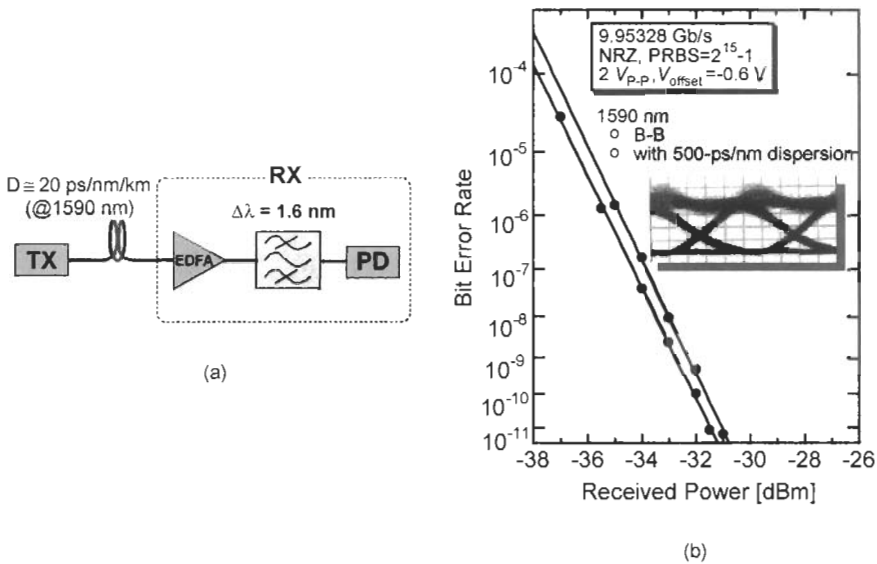 D ≅ 20 ps/nm/km
(@1590 nm)
RX
Δλ = 1.6 nm
TX
EDFA
PD
(a)
9.95328 Gb/s
NRZ, PRBS=2^15-1
2 V_P-P, V_offset=-0.6 V
1590 nm
B-B
with 500-ps/nm dispersion
Bit Error Rate
10^-4
10^-5
10^-6
10^-7
10^-8
10^-9
10^-10
10^-11
-38 -36 -34 -32 -30 -28 -26
Received Power [dBm]
(b)